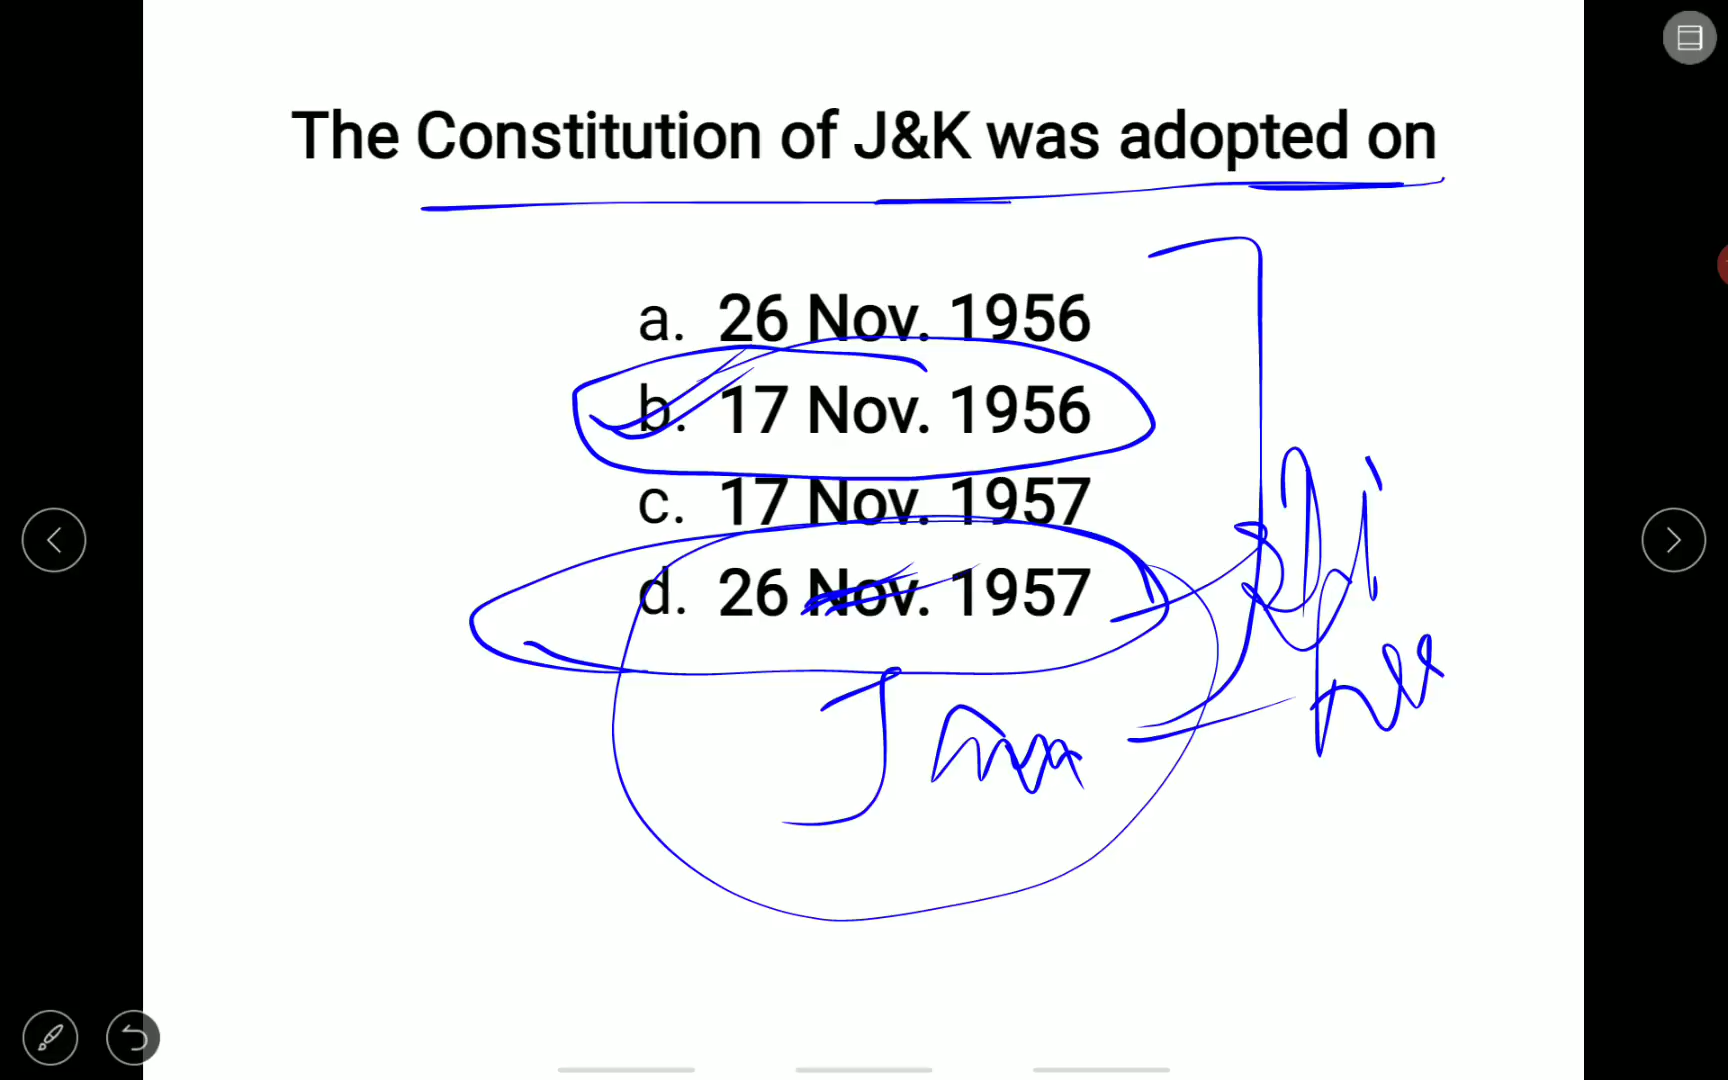 The Constitution of J&K was adopted on
a. 26 Nov. 1956
b. 17 Nov. 1956
c. 17 Nov. 1957
d. 26 Nov. 1957